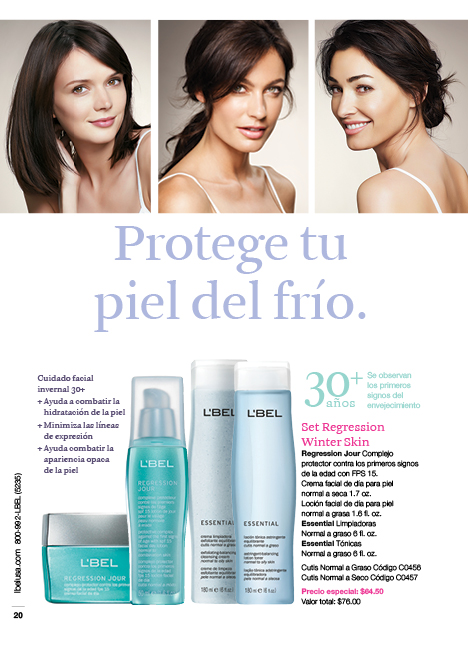 Protege tu
piel del frío.
Cuidado facial
invernal 30+
+ Ayuda a combatir la
hidratación de la piel
+ Minimiza las líneas
de expresión
+ Ayuda a combatir la
apariencia opaca
de la piel
30+
años
Se observan
los primeros
signos del
envejecimiento
Set Regression
Winter Skin
Regression Jour Complejo
protector contra los primeros signos
de la edad con FPS 15.
Crema facial de día para piel
normal a seca 1.7 oz.
Loción facial de día para piel
normal a grasa 1.6 fl. oz.
Essential Limpiadoras
Normal a graso 6 fl. oz.
Essential Tónicas
Normal a graso 6 fl. oz.
Cutis Normal a Graso Código C0456
Cutis Normal a Seco Código C0457
Precio especial: $64.50
Valor total: $76.00
L'BEL
REGRESSION JOUR
L'BEL
REGRESSION
JOUR
L'BEL
ESSENTIAL
180 ml e (6 fl oz.)
L'BEL
ESSENTIAL
180 ml e (6 fl oz.)
lbelusa.com 800-992-LBEL (5235)
20